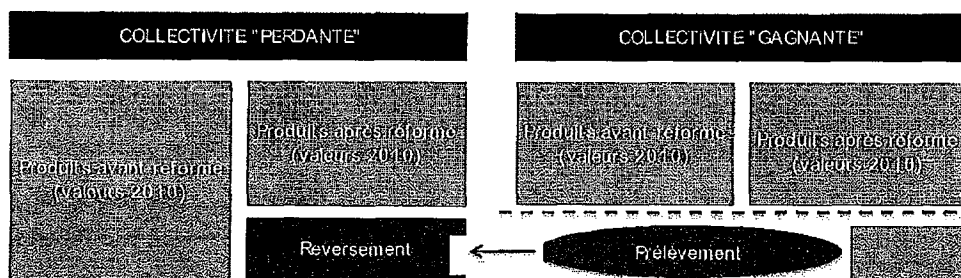 COLLECTIVITE "PERDANTE"
COLLECTIVITE "GAGNANTE"
Produits avant réforme
(valeurs 2010)
Produits après réforme
(valeurs 2010)
Produits avant réforme
(valeurs 2010)
Produits après réforme
(valeurs 2010)
Reversement
Prélèvement